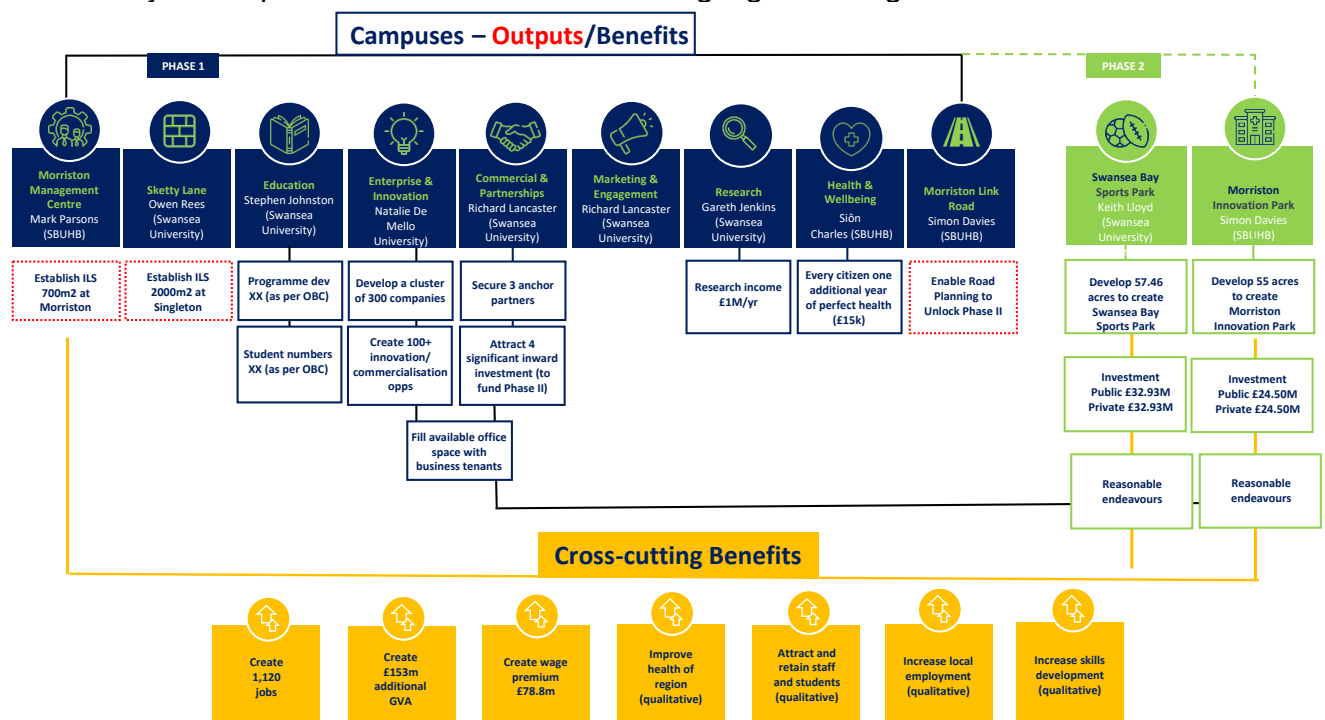 Campuses – Outputs/Benefits
PHASE 1
PHASE 2
Morriston
Management
Centre
Mark Parsons
(SBUHB)
Sketty Lane
Owen Rees
(Swansea
University)
Education
Stephen Johnston
(Swansea
University)
Enterprise &
Innovation
Natalie De
Mello
University)
Commercial &
Partnerships
Richard Lancaster
(Swansea
University)
Marketing &
Engagement
Richard Lancaster
(Swansea
University)
Research
Gareth Jenkins
(Swansea
University)
Health &
Wellbeing
Siôn
Charles (SBUHB)
Morriston Link
Road
Simon Davies
(SBUHB)
Swansea Bay
Sports Park
Keith Lloyd
(Swansea
University)
Morriston
Innovation Park
Simon Davies
(SBUHB)
Establish ILS
700m2 at
Morriston
Establish ILS
2000m2 at
Singleton
Programme dev
XX (as per OBC)
Develop a cluster
of 300 companies
Secure 3 anchor
partners
Research income
£1M/yr
Every citizen one
additional year
of perfect health
(£15k)
Enable Road
Planning to
Unlock Phase II
Develop 57.46
acres to create
Swansea Bay
Sports Park
Develop 55 acres
to create
Morriston
Innovation Park
Student numbers
XX (as per OBC)
Create 100+
innovation/
commercialisation
opps
Attract 4
significant inward
investment (to
fund Phase II)
Investment
Public £32.93M
Private £32.93M
Investment
Public £24.50M
Private £24.50M
Fill available office
space with
business tenants
Reasonable
endeavours
Reasonable
endeavours
Cross-cutting Benefits
Create
1,120
jobs
Create
£153m
additional
GVA
Create wage
premium
£78.8m
Improve
health of
region
(qualitative)
Attract and
retain staff
and students
(qualitative)
Increase local
employment
(qualitative)
Increase skills
development
(qualitative)